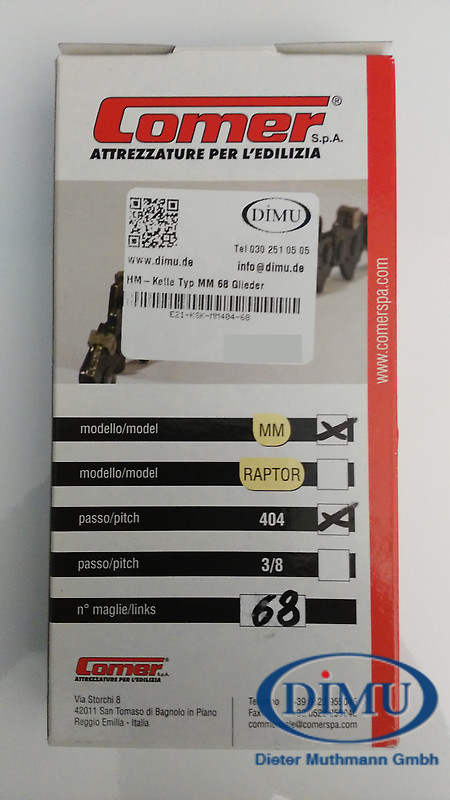 Comer®
S.p.A.
ATTREZZATURE PER L'EDILIZIA
DiMU
Tel 030 251 05 05
www.dimu.de
info@dimu.de
HM – Kette Typ MM 68 Glieder
E21-KSK-MM404-68
www.comerspa.com
modello/model MM X
modello/model RAPTOR
passo/pitch 404 X
passo/pitch 3/8
n° maglie/links 68
Comer S.p.A.
ATTREZZATURE PER L'EDILIZIA
Via Storchi 8
42011 San Tomaso di Bagnolo in Piano
Reggio Emilia - Italia
Fax
comerspa.com
DiMU
Dieter Muthmann Gmbh